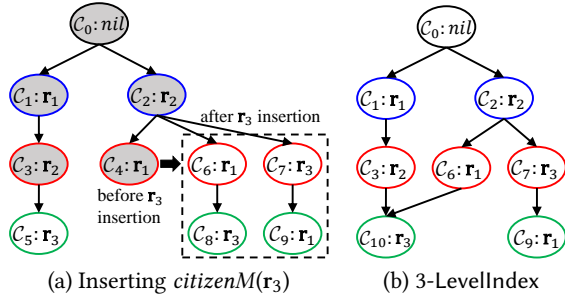 𝒞₀: nil
𝒞₁: r₁
𝒞₂: r₂
after r₃ insertion
𝒞₃: r₂
𝒞₄: r₁
𝒞₆: r₁
𝒞₇: r₃
before r₃
insertion
𝒞₅: r₃
𝒞₈: r₃
𝒞₉: r₁
(a) Inserting citizenM(r₃)
𝒞₀: nil
𝒞₁: r₁
𝒞₂: r₂
𝒞₃: r₂
𝒞₆: r₁
𝒞₇: r₃
𝒞₁₀: r₃
𝒞₉: r₁
(b) 3-LevelIndex